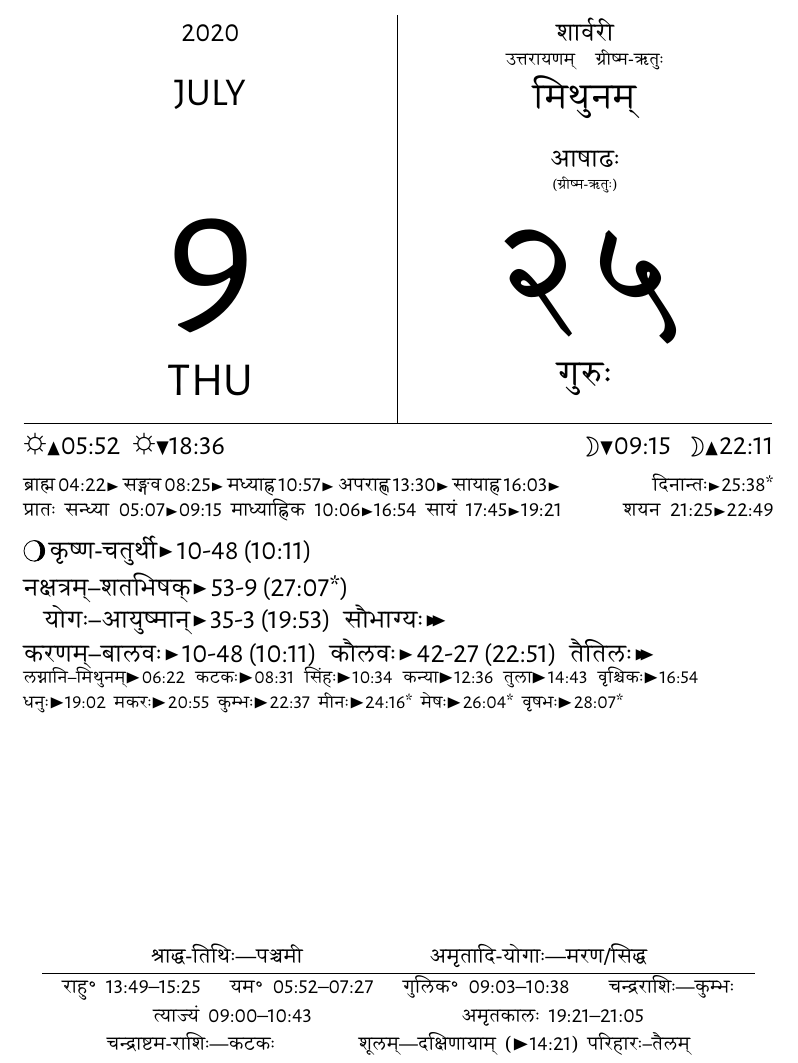 2020
JULY
9
THU
शार्वरी
उत्तरायणम् ग्रीष्म-ऋतुः
मिथुनम्
आषाढः
(ग्रीष्म-ऋतुः)
२५
गुरुः
☼▲05:52 ☼▼18:36 ☽▼09:15 ☽▲22:11
ब्राह्म 04:22► सङ्गव 08:25► मध्याह्न 10:57► अपराह्ण 13:30► सायाह्न 16:03► दिनान्तः►25:38*
प्रातः सन्ध्या 05:07►09:15 माध्याह्निक 10:06►16:54 सायं 17:45►19:21 शयन 21:25►22:49
🌖कृष्ण-चतुर्थी►10-48 (10:11)
नक्षत्रम्–शतभिषक्►53-9 (27:07*)
योगः–आयुष्मान्►35-3 (19:53) सौभाग्यः►►
करणम्–बालवः►10-48 (10:11) कौलवः►42-27 (22:51) तैतिलः►►
लग्नानि–मिथुनम्►06:22 कटकः►08:31 सिंहः►10:34 कन्या►12:36 तुला►14:43 वृश्चिकः►16:54
धनुः►19:02 मकरः►20:55 कुम्भः►22:37 मीनः►24:16* मेषः►26:04* वृषभः►28:07*
श्राद्ध-तिथिः—पञ्चमी अमृतादि-योगाः—मरण/सिद्ध
राहु° 13:49–15:25 यम° 05:52–07:27 गुलिक° 09:03–10:38 चन्द्रराशिः—कुम्भः
त्याज्यं 09:00–10:43 अमृतकालः 19:21–21:05
चन्द्राष्टम-राशिः—कटकः शूलम्—दक्षिणायाम् (►14:21) परिहारः–तैलम्